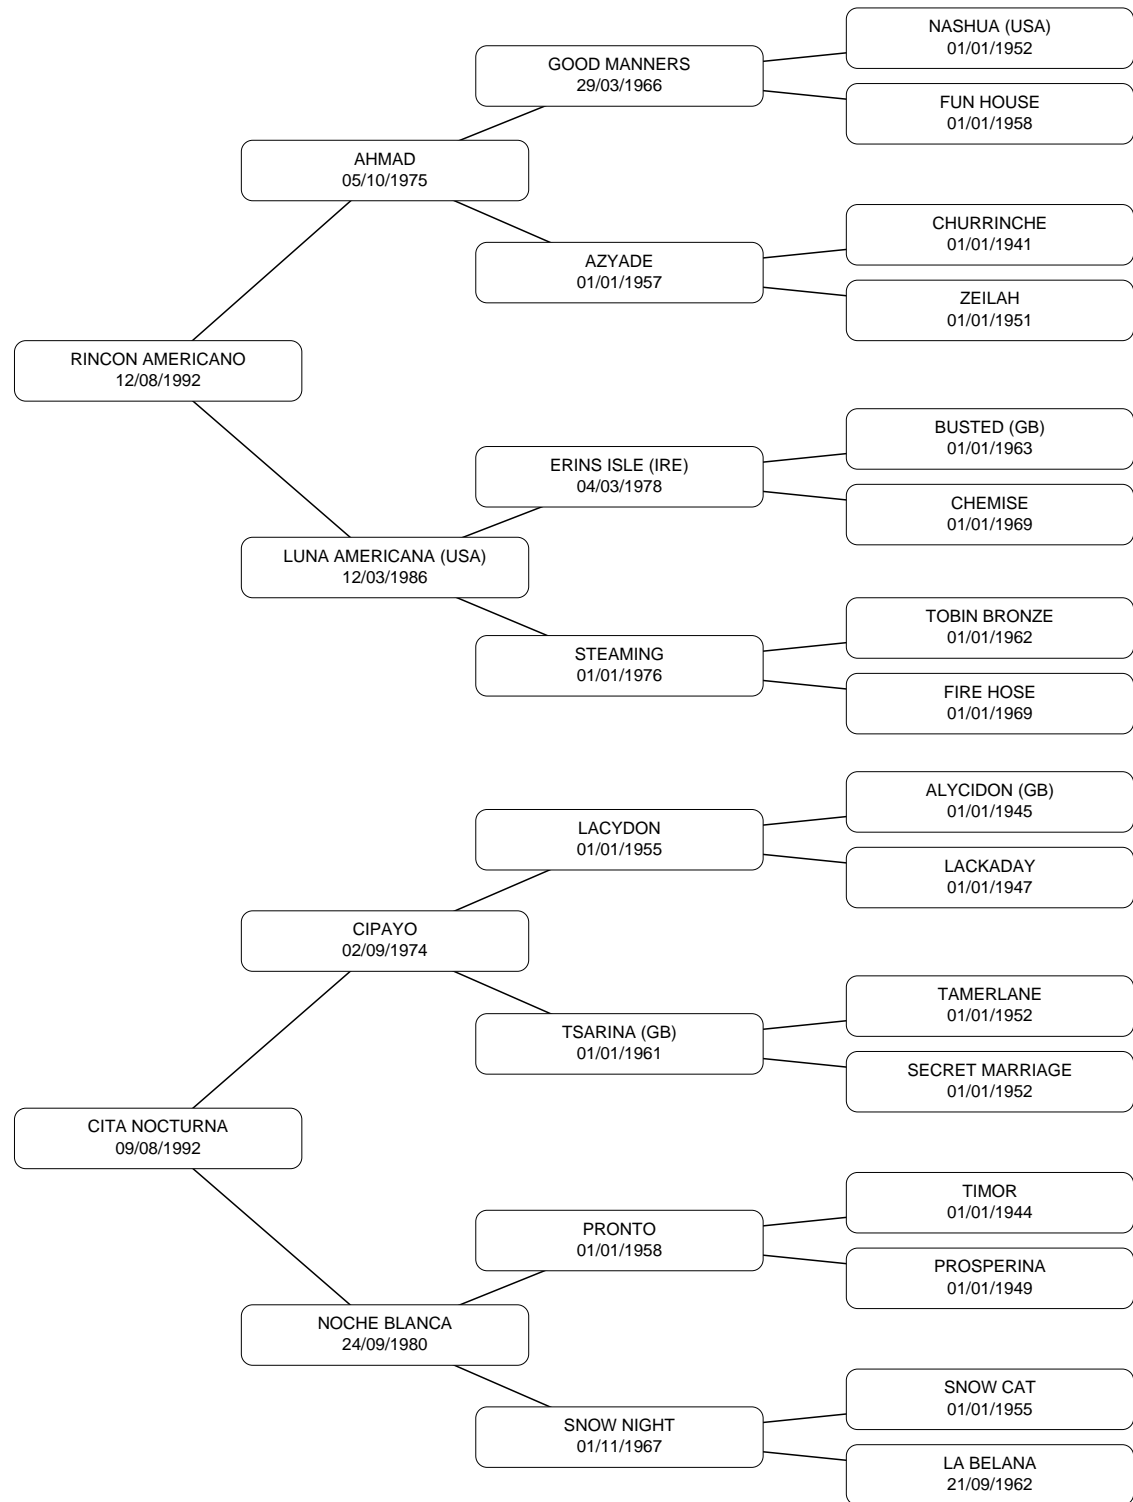 NASHUA (USA)
01/01/1952
GOOD MANNERS
29/03/1966
FUN HOUSE
01/01/1958
AHMAD
05/10/1975
CHURRINCHE
01/01/1941
AZYADE
01/01/1957
ZEILAH
01/01/1951
RINCON AMERICANO
12/08/1992
BUSTED (GB)
01/01/1963
ERINS ISLE (IRE)
04/03/1978
CHEMISE
01/01/1969
LUNA AMERICANA (USA)
12/03/1986
TOBIN BRONZE
01/01/1962
STEAMING
01/01/1976
FIRE HOSE
01/01/1969
ALYCIDON (GB)
01/01/1945
LACYDON
01/01/1955
LACKADAY
01/01/1947
CIPAYO
02/09/1974
TAMERLANE
01/01/1952
TSARINA (GB)
01/01/1961
SECRET MARRIAGE
01/01/1952
CITA NOCTURNA
09/08/1992
TIMOR
01/01/1944
PRONTO
01/01/1958
PROSPERINA
01/01/1949
NOCHE BLANCA
24/09/1980
SNOW CAT
01/01/1955
SNOW NIGHT
01/11/1967
LA BELANA
21/09/1962